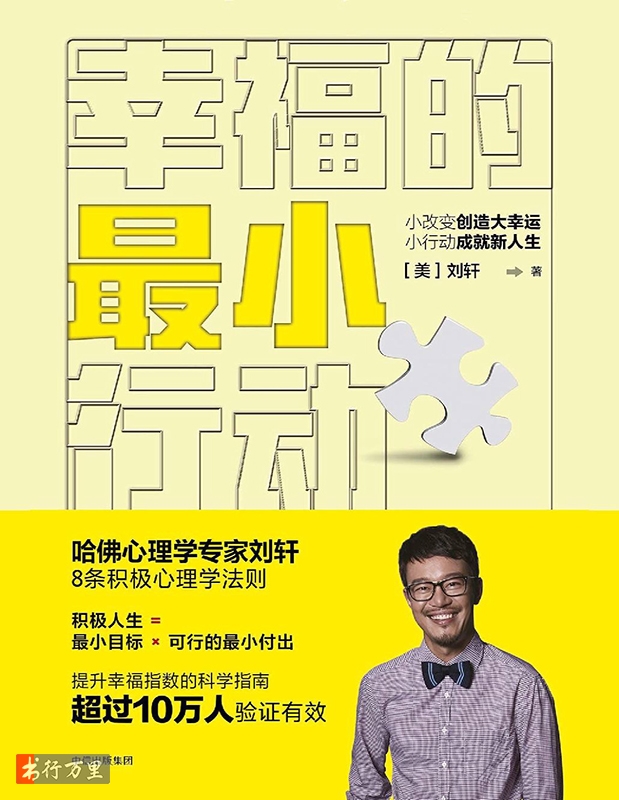 幸福的
最小
行动
小改变创造大幸运
小行动成就新人生
[美]刘轩 著
哈佛心理学专家刘轩
8条积极心理学法则
积极人生 =
最小目标 × 可行的最小付出
提升幸福指数的科学指南
超过10万人验证有效
中信出版集团
书行万里